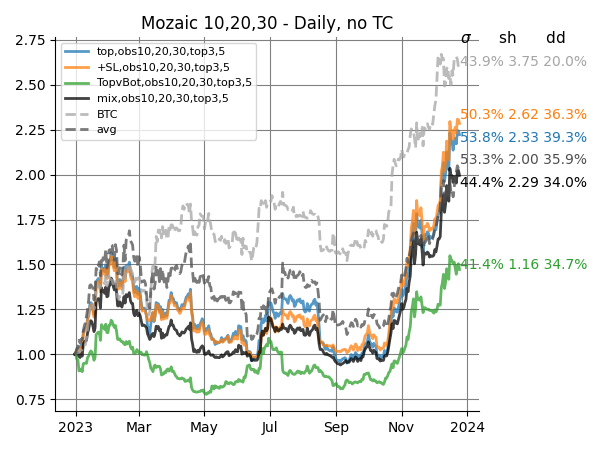 Mozaic 10,20,30 - Daily, no TC
σ sh dd
2.75
2.50
2.25
2.00
1.75
1.50
1.25
1.00
0.75
top,obs10,20,30,top3,5
+SL,obs10,20,30,top3,5
TopvBot,obs10,20,30,top3,5
mix,obs10,20,30,top3,5
BTC
avg
43.9% 3.75 20.0%
50.3% 2.62 36.3%
53.8% 2.33 39.3%
53.3% 2.00 35.9%
44.4% 2.29 34.0%
41.4% 1.16 34.7%
2023 Mar May Jul Sep Nov 2024